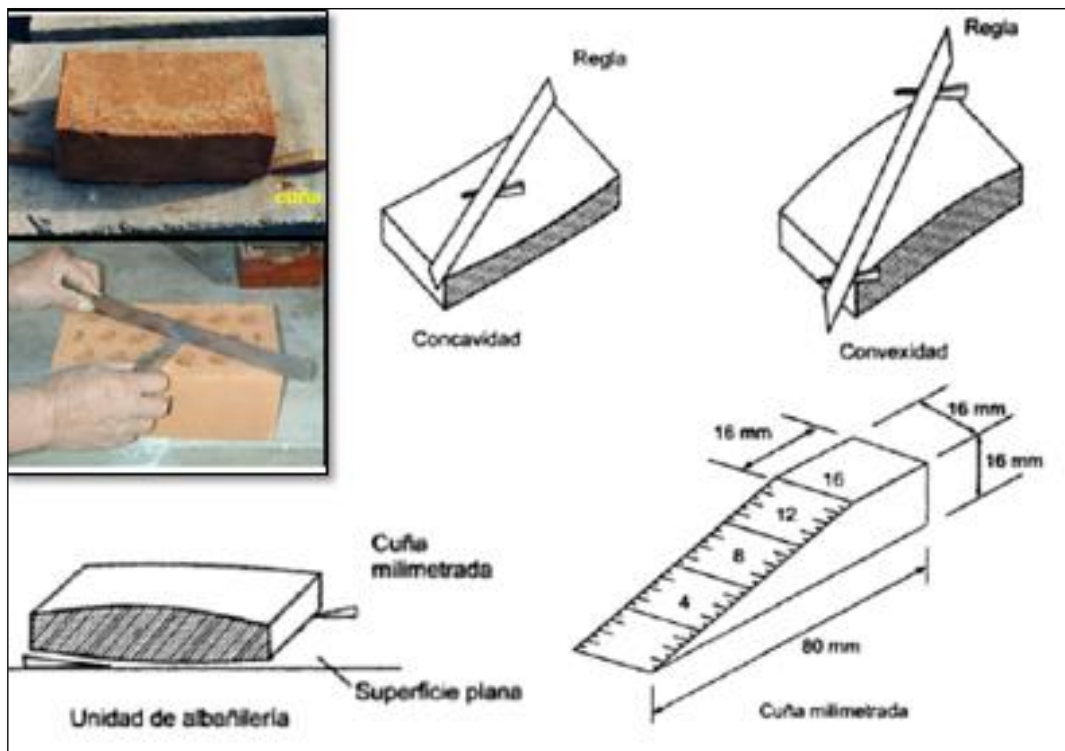 cuña
Regla
Concavidad
Regla
Convexidad
16 mm
16 mm
16 mm
16
12
8
4
80 mm
Cuña milimetrada
Cuña
milimetrada
Superficie plana
Unidad de albañilería